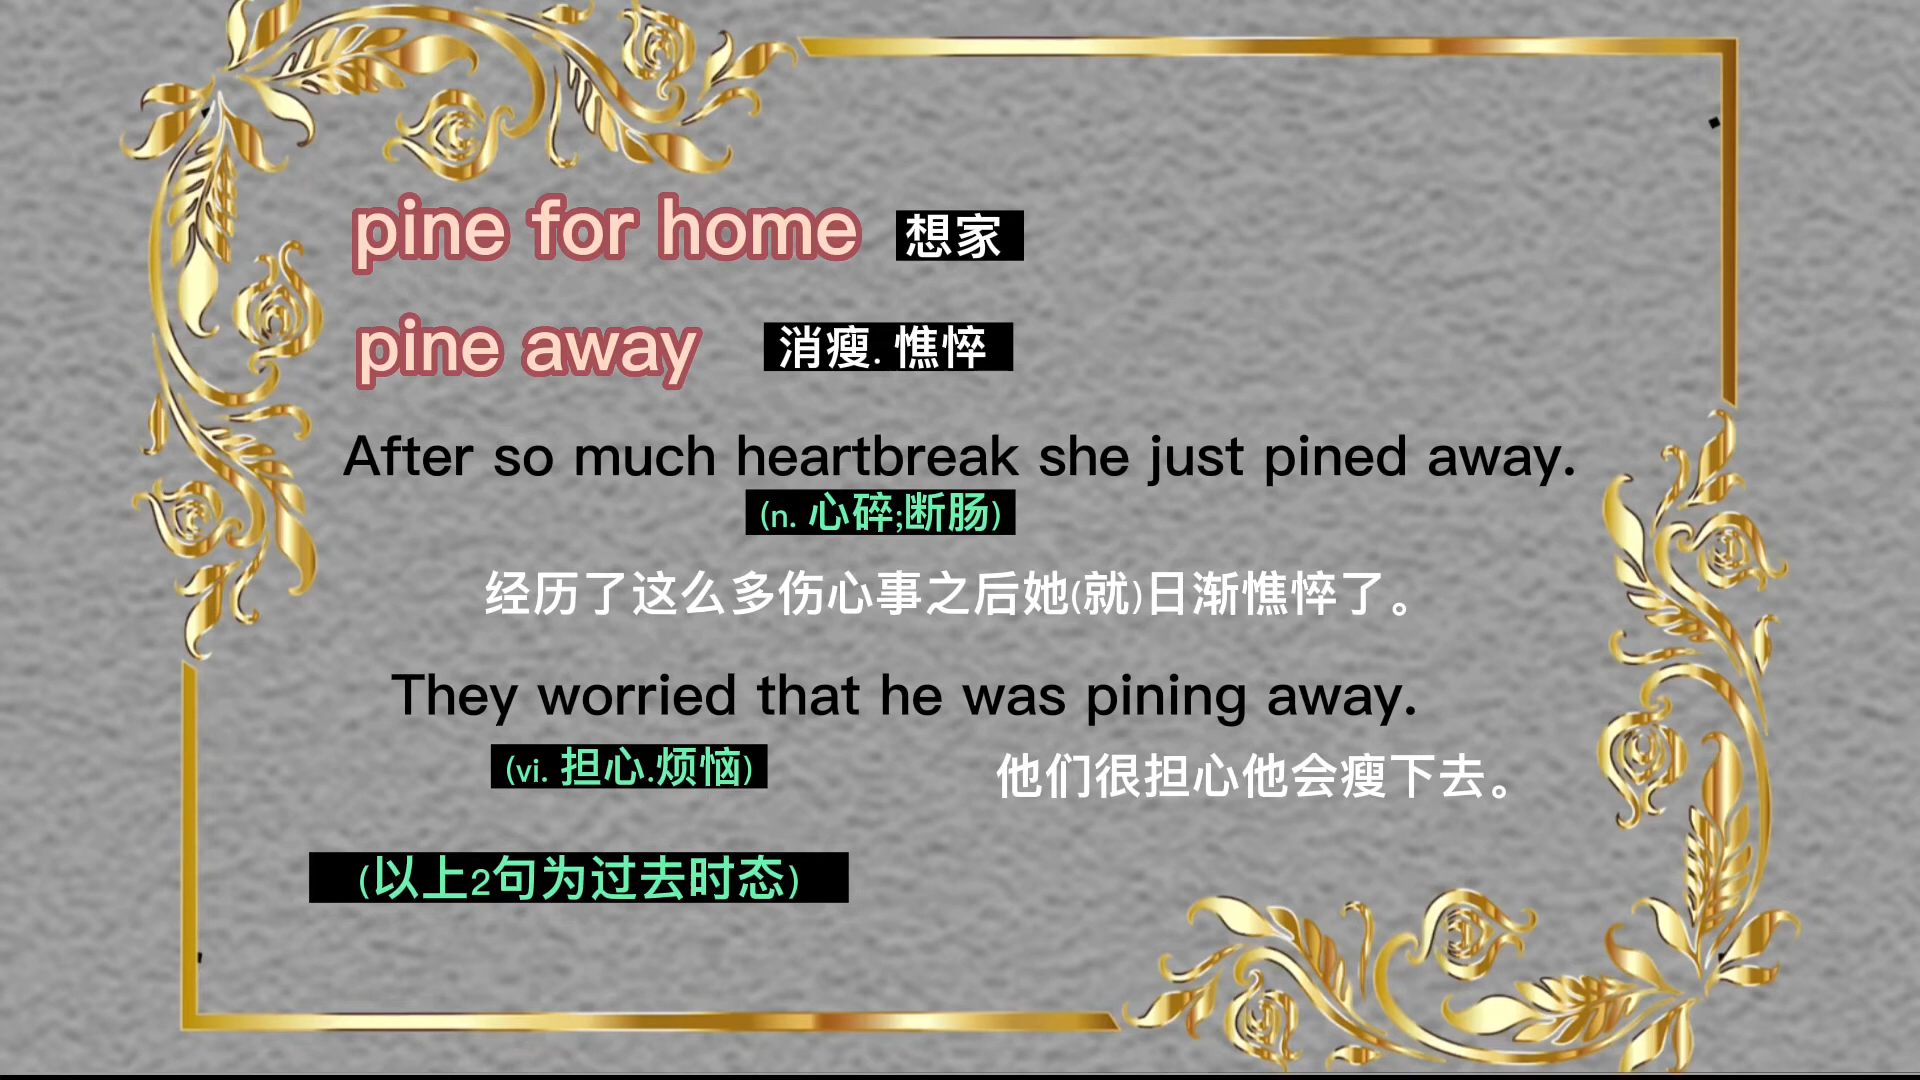 pine for home 想家
pine away 消瘦.憔悴
After so much heartbreak she just pined away.
(n. 心碎;断肠)
经历了这么多伤心事之后她(就)日渐憔悴了。
They worried that he was pining away.
(vi. 担心.烦恼)
他们很担心他会瘦下去。
(以上2句为过去时态)